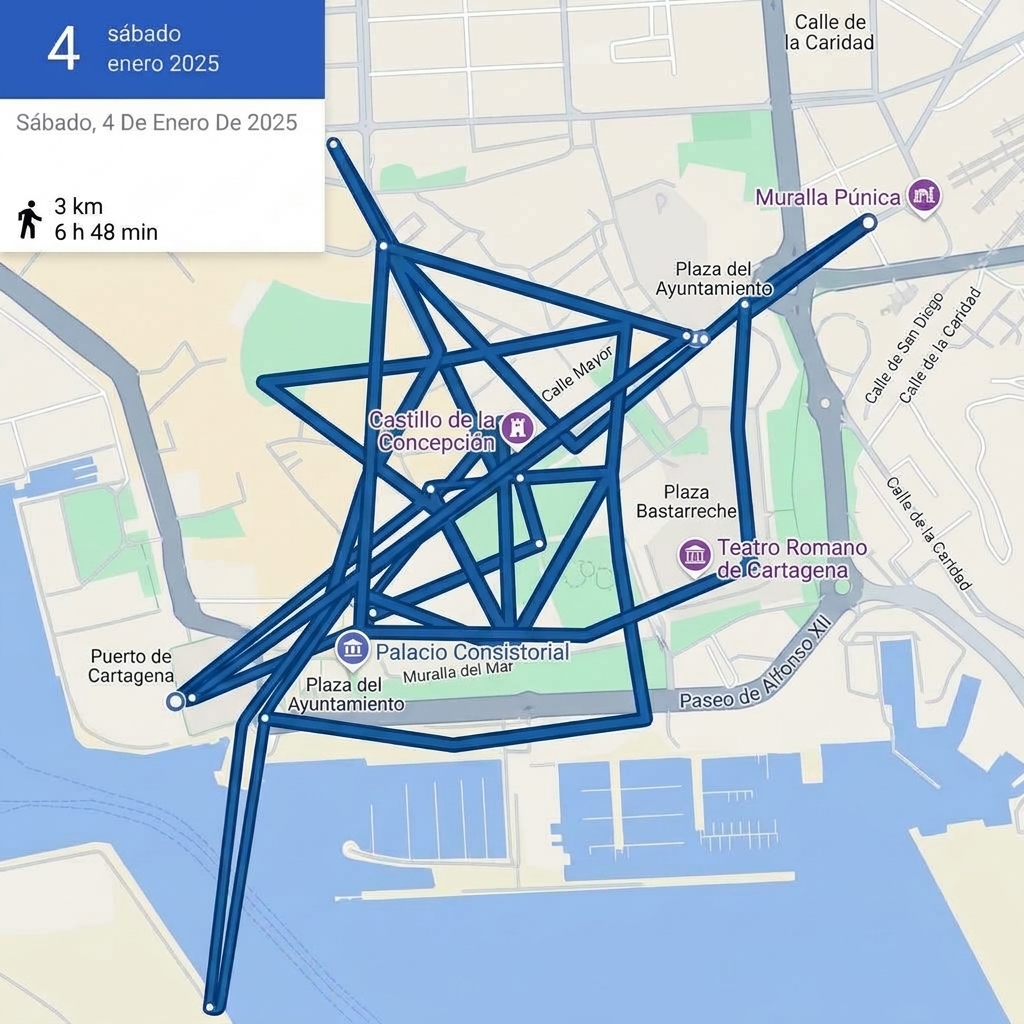 4
sábado
enero 2025
Sábado, 4 De Enero De 2025
3 km
6 h 48 min
Calle de
la Caridad
Muralla Púnica
Plaza del
Ayuntamiento
Calle de San Diego
Calle de la Caridad
Calle Mayor
Castillo de la
Concepción
P
Plaza
Bastarreche
Calle de la Caridad
Teatro Romano
de Cartagena
Puerto de
Cartagena
Palacio Consistorial
Muralla del Mar
Plaza del
Ayuntamiento
Paseo de Alfonso XII